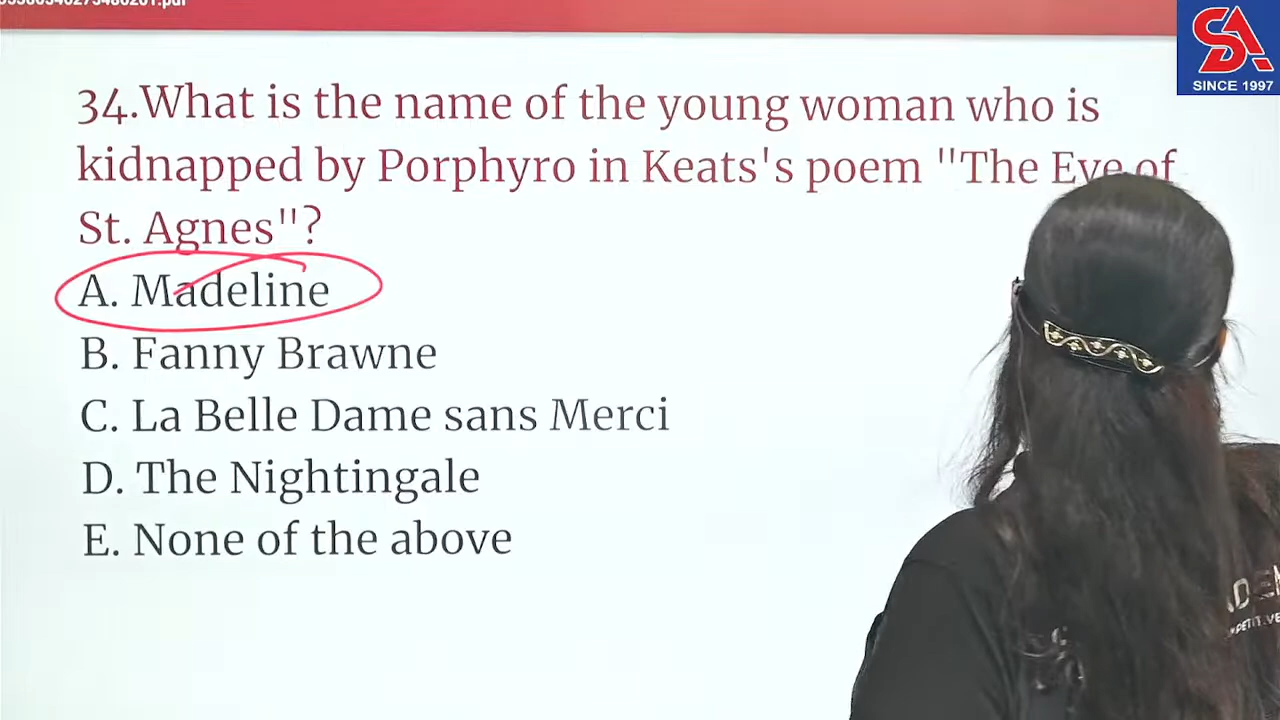 34.What is the name of the young woman who is
kidnapped by Porphyro in Keats's poem "The Eve of
St. Agnes"?
A. Madeline
B. Fanny Brawne
C. La Belle Dame sans Merci
D. The Nightingale
E. None of the above
SA
SINCE 1997